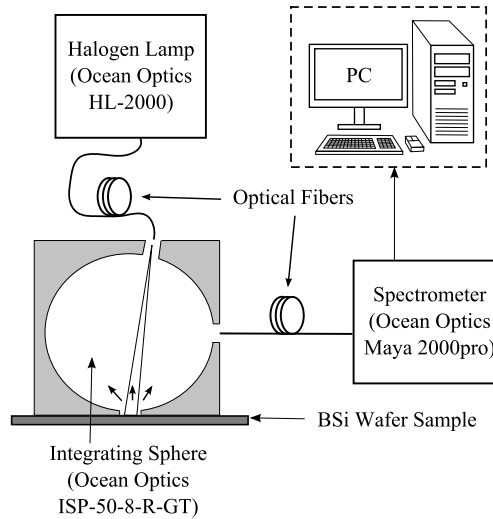 Halogen Lamp
(Ocean Optics
HL-2000)
PC
Optical Fibers
Spectrometer
(Ocean Optics
Maya 2000pro)
BSi Wafer Sample
Integrating Sphere
(Ocean Optics
ISP-50-8-R-GT)